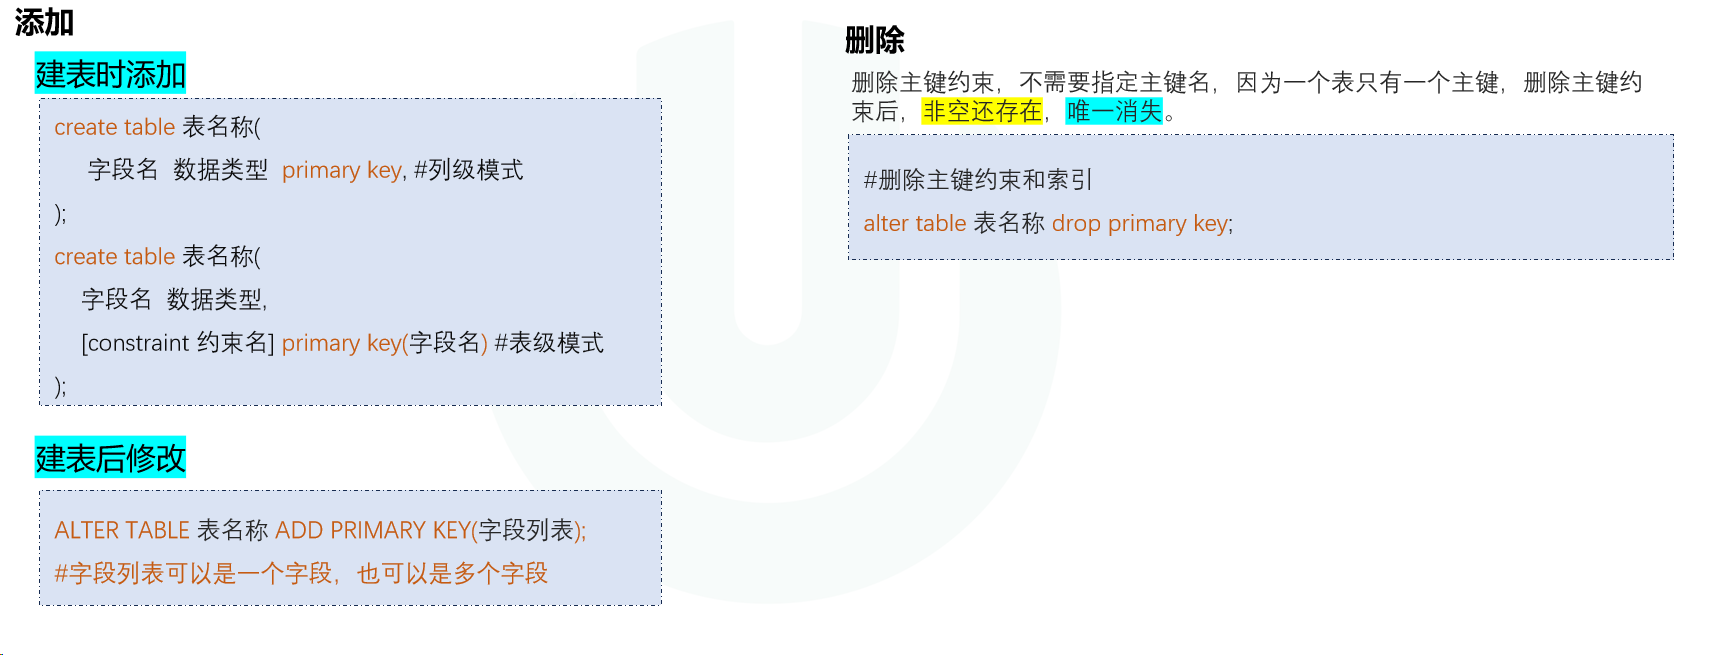 添加
建表时添加
create table 表名称(
字段名 数据类型 primary key, #列级模式
);
create table 表名称(
字段名 数据类型,
[constraint 约束名] primary key(字段名) #表级模式
);
建表后修改
ALTER TABLE 表名称 ADD PRIMARY KEY(字段列表);
#字段列表可以是一个字段，也可以是多个字段
删除
删除主键约束，不需要指定主键名，因为一个表只有一个主键，删除主键约
束后，非空还存在，唯一消失。
#删除主键约束和索引
alter table 表名称 drop primary key;